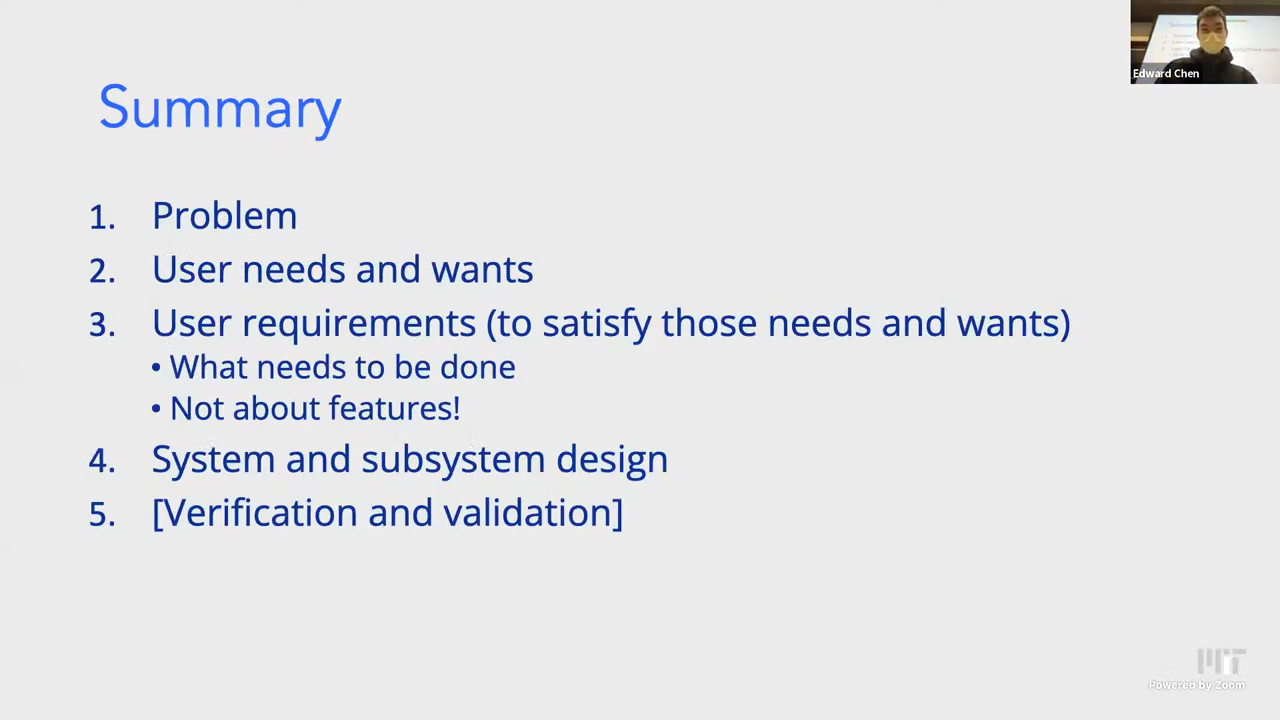 Summary
1. Problem
2. User needs and wants
3. User requirements (to satisfy those needs and wants)
• What needs to be done
• Not about features!
4. System and subsystem design
5. [Verification and validation]
Edward Chen
MIT
Powered by Zoom